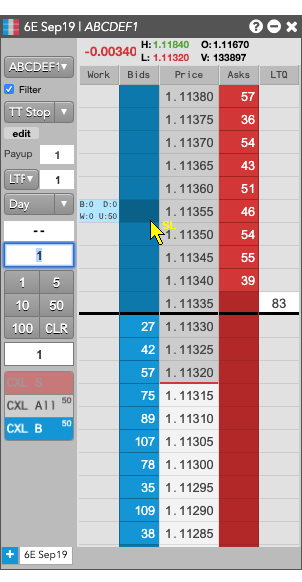 6E Sep19 | ABCDEF1
-0.00340 H: 1.11840 O: 1.11670
L: 1.11320 V: 133897
ABCDEF1
Filter
TT Stop
edit
Payup 1
LTF 1
Day
--
1
1 5
10 50
100 CLR
1
CXL S
CXL All 50
CXL B 50
Work Bids Price Asks LTQ
1.11380 57
1.11375 36
1.11370 54
1.11365 43
1.11360 51
B:0 D:0
W:0 U:50
1.11355 46
SL
1.11350 54
1.11345 55
1.11340 39
1.11335 83
27 1.11330
42 1.11325
57 1.11320
75 1.11315
89 1.11310
107 1.11305
78 1.11300
35 1.11295
109 1.11290
38 1.11285
+ 6E Sep19